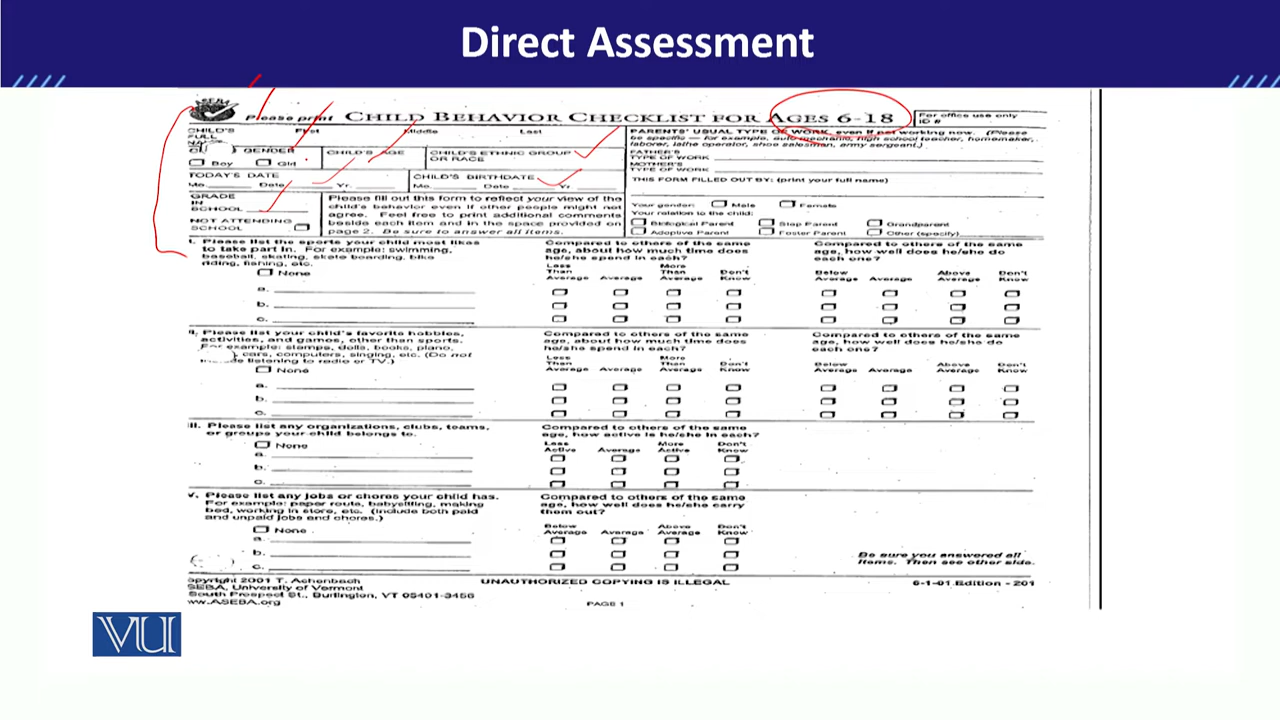 Direct Assessment
Please print CHILD BEHAVIOR CHECKLIST FOR AGES 6-18
For office use only
ID #
CHILD'S
FULL
First Middle Last
GENDER
Boy Girl
CHILD'S AGE
CHILD'S ETHNIC GROUP
OR RACE
TODAY'S DATE
Mo. Date Yr.
CHILD'S BIRTHDATE
Mo. Date Yr.
GRADE
IN
SCHOOL
NOT ATTENDING
SCHOOL
Please fill out this form to reflect your view of the
child's behavior even if other people might not
agree. Feel free to print additional comments
beside each item and in the space provided on
page 2. Be sure to answer all items.
PARENTS' USUAL TYPE OF WORK, even if not working now. (Please
be specific — for example, auto mechanic, high school teacher, homemaker,
laborer, lathe operator, shoe salesman, army sergeant.)
FATHER'S
TYPE OF WORK
MOTHER'S
TYPE OF WORK
THIS FORM FILLED OUT BY: (print your full name)
Your gender: Male Female
Your relation to the child:
Biological Parent Step Parent Grandparent
Adoptive Parent Foster Parent Other (specify)
I. Please list the sports your child most likes
to take part in. For example: swimming,
baseball, skating, skate boarding, bike
riding, fishing, etc.
None
a.
b.
c.
Compared to others of the same
age, about how much time does
he/she spend in each?
Less
Than
Average Average More
Than
Average Don't
Know
Compared to others of the same
age, how well does he/she do
each one?
Below
Average Average Above
Average Don't
Know
II. Please list your child's favorite hobbies,
activities, and games, other than sports.
For example: stamps, dolls, books, piano,
cars, computers, singing, etc. (Do not
listening to radio or TV.)
None
a.
b.
c.
Compared to others of the same
age, about how much time does
he/she spend in each?
Less
Than
Average Average More
Than
Average Don't
Know
Compared to others of the same
age, how well does he/she do
each one?
Below
Average Average Above
Average Don't
Know
III. Please list any organizations, clubs, teams,
or groups your child belongs to.
None
a.
b.
c.
Compared to others of the same
age, how active is he/she in each?
Less
Active Average More
Active Don't
Know
V. Please list any jobs or chores your child has.
For example: paper route, babysitting, making
bed, working in store, etc. (Include both paid
and unpaid jobs and chores.)
None
a.
b.
c.
Compared to others of the same
age, how well does he/she carry
them out?
Below
Average Average Above
Average Don't
Know
Be sure you answered all
items. Then see other side.
opyright 2001 T. Achenbach
SEBA, University of Vermont
South Prospect St., Burlington, VT 05401-3456
ww.ASEBA.org
UNAUTHORIZED COPYING IS ILLEGAL
6-1-01 Edition - 201
PAGE 1
VU